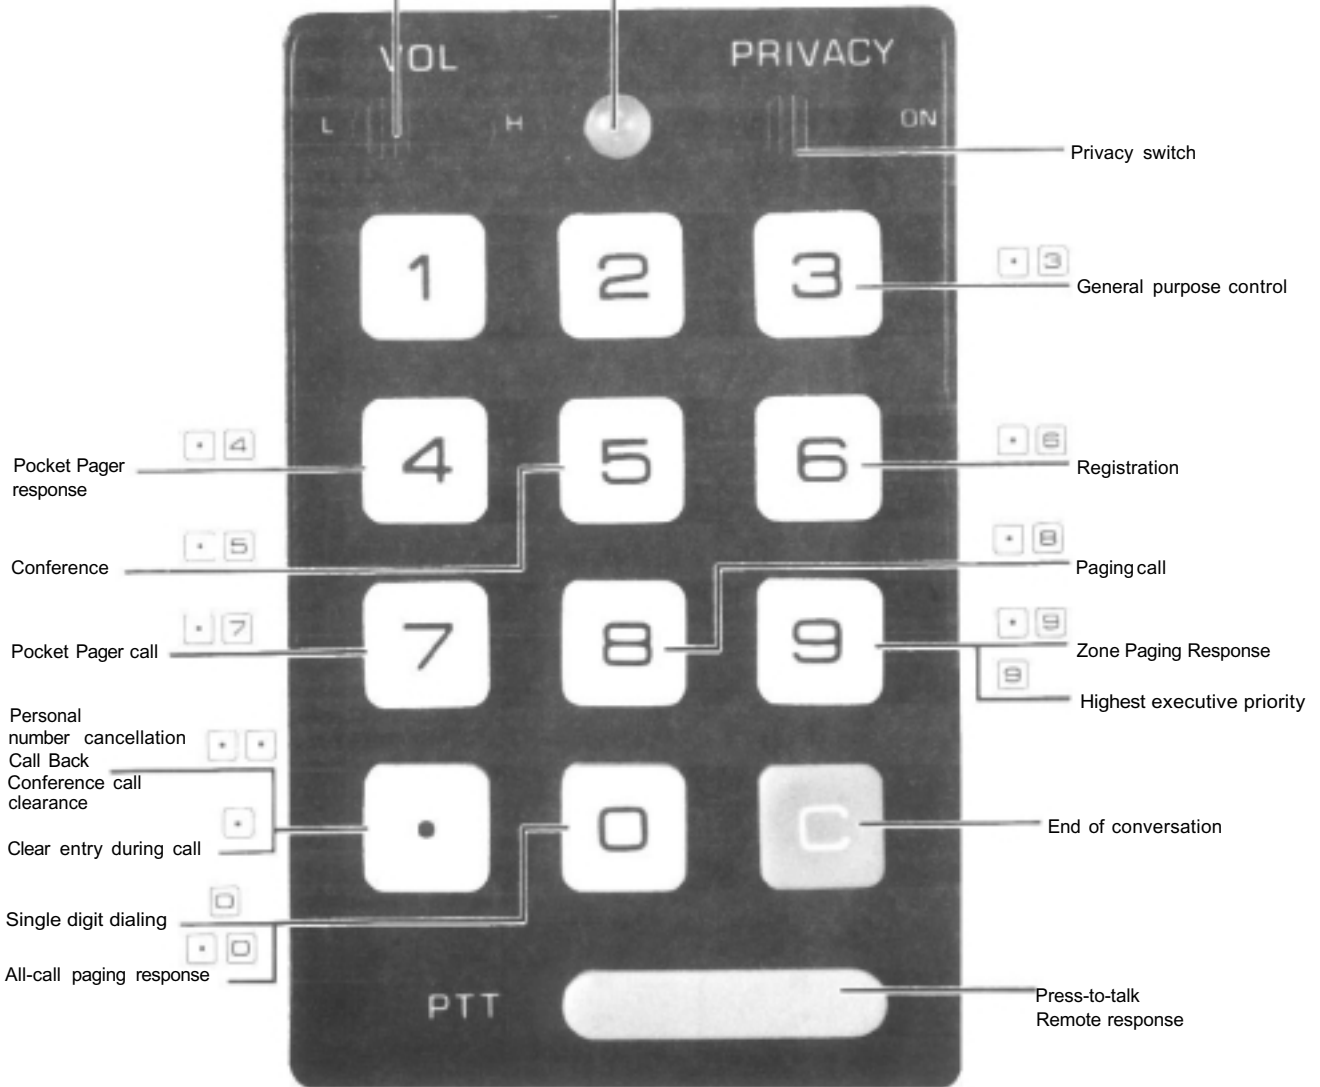 VOL
PRIVACY
L
H
ON
Privacy switch
1
2
3
· 3
General purpose control
· 4
Pocket Pager
response
4
5
6
· 6
Registration
· 5
Conference
· 8
Paging call
· 7
Pocket Pager call
7
8
9
· 9
Zone Paging Response
9
Highest executive priority
Personal
number cancellation
· ·
Call Back
Conference call
clearance
·
Clear entry during call
•
0
C
End of conversation
0
Single digit dialing
· 0
All-call paging response
PTT
Press-to-talk
Remote response